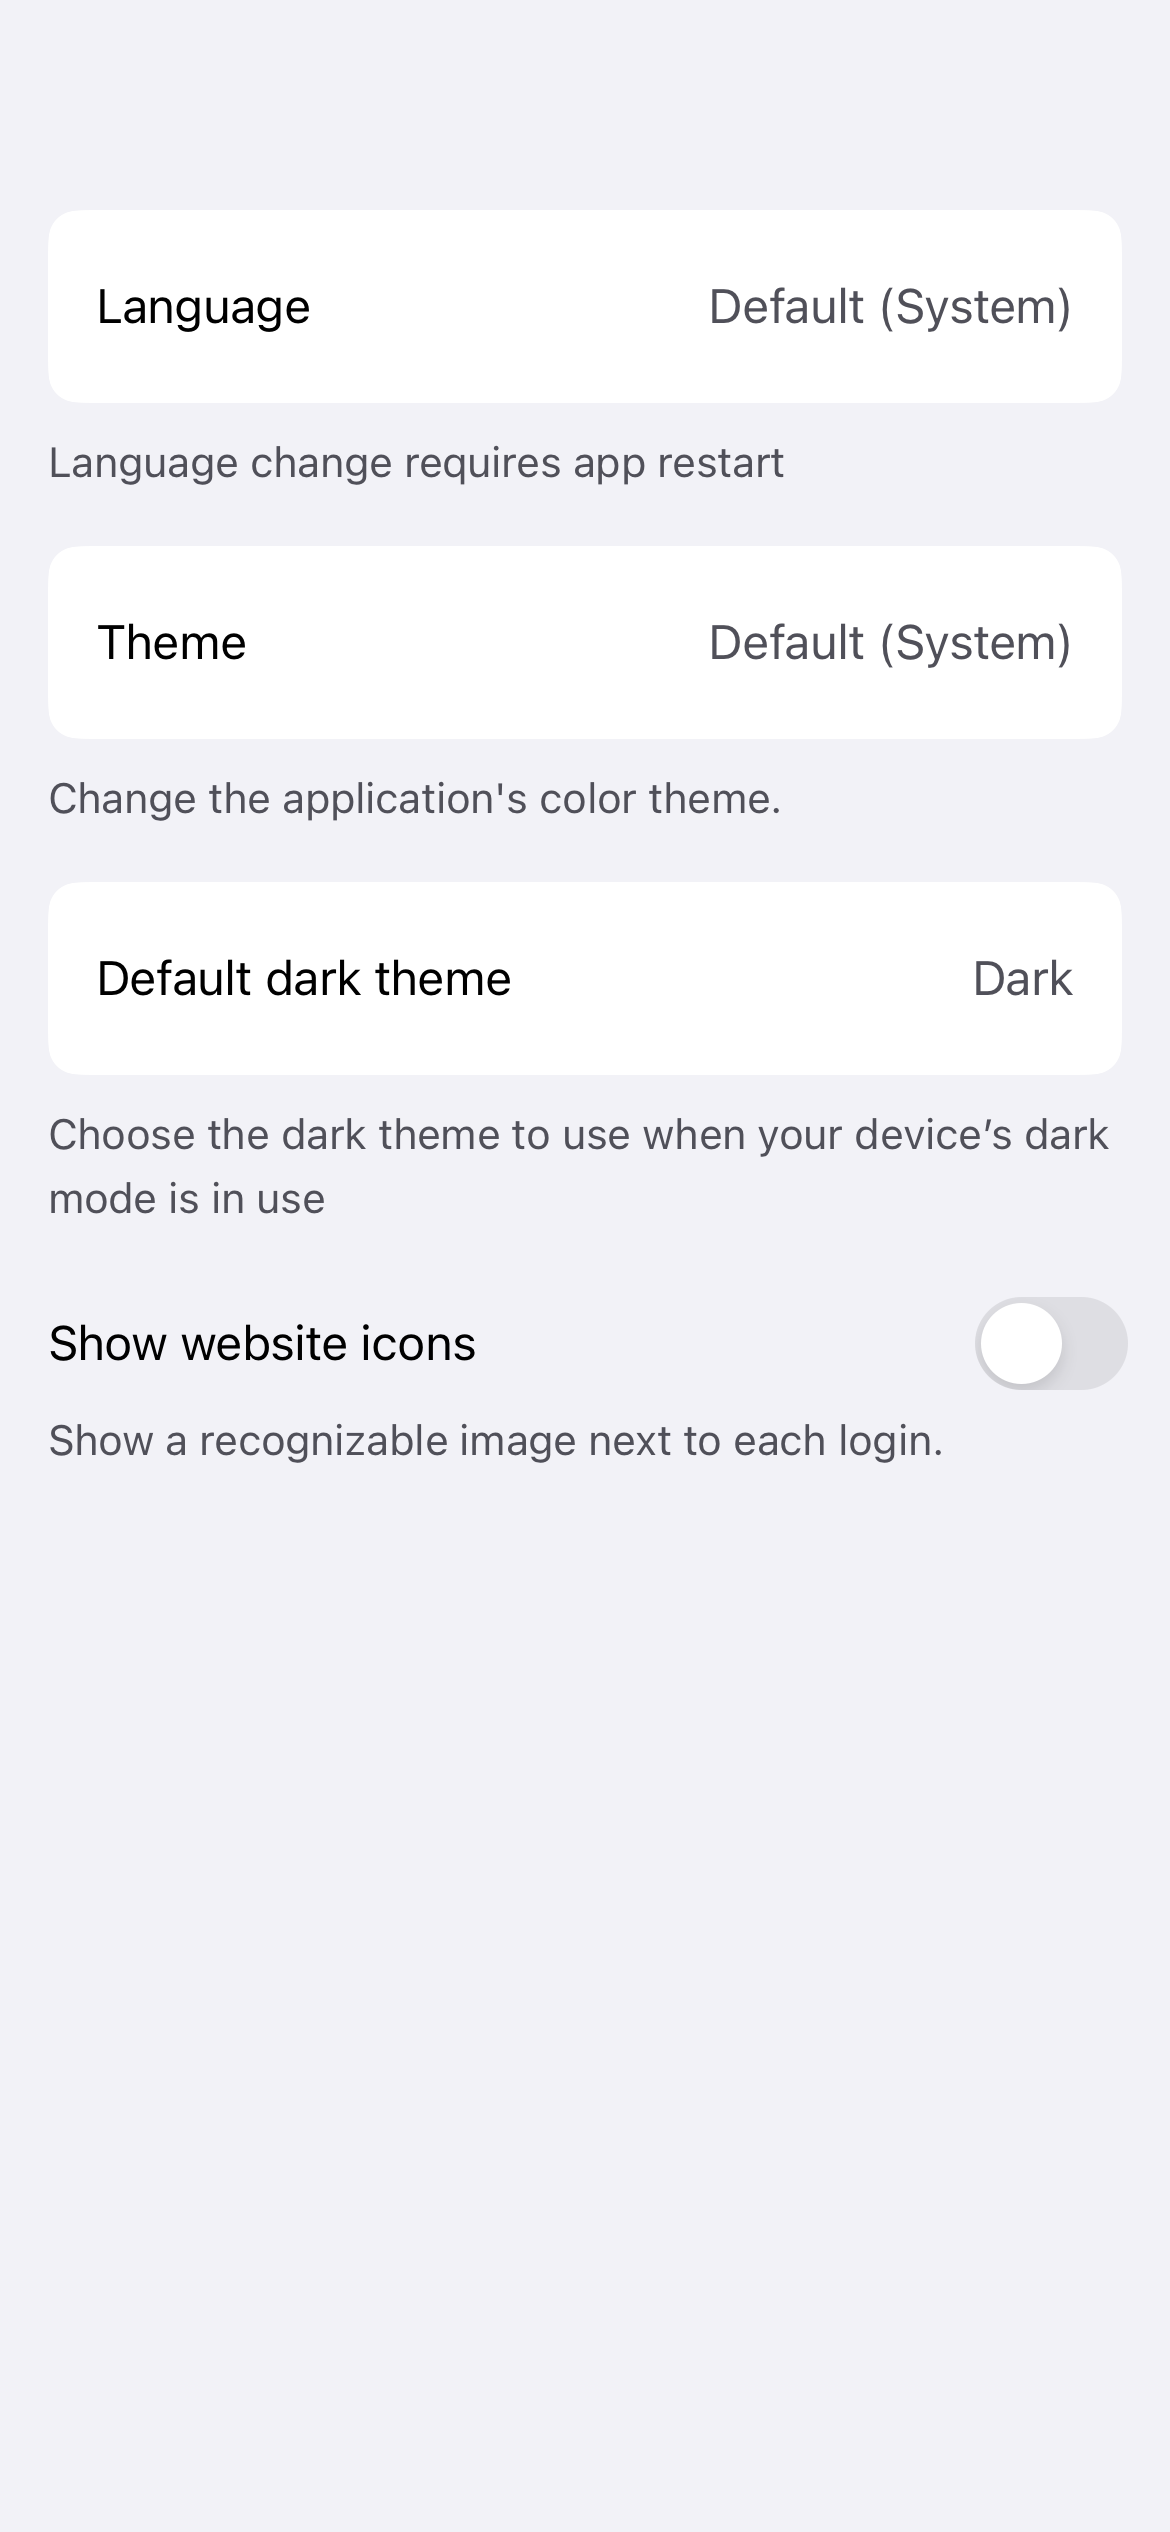 Language
Default (System)
Language change requires app restart
Theme
Default (System)
Change the application's color theme.
Default dark theme
Dark
Choose the dark theme to use when your device’s dark
mode is in use
Show website icons
Show a recognizable image next to each login.